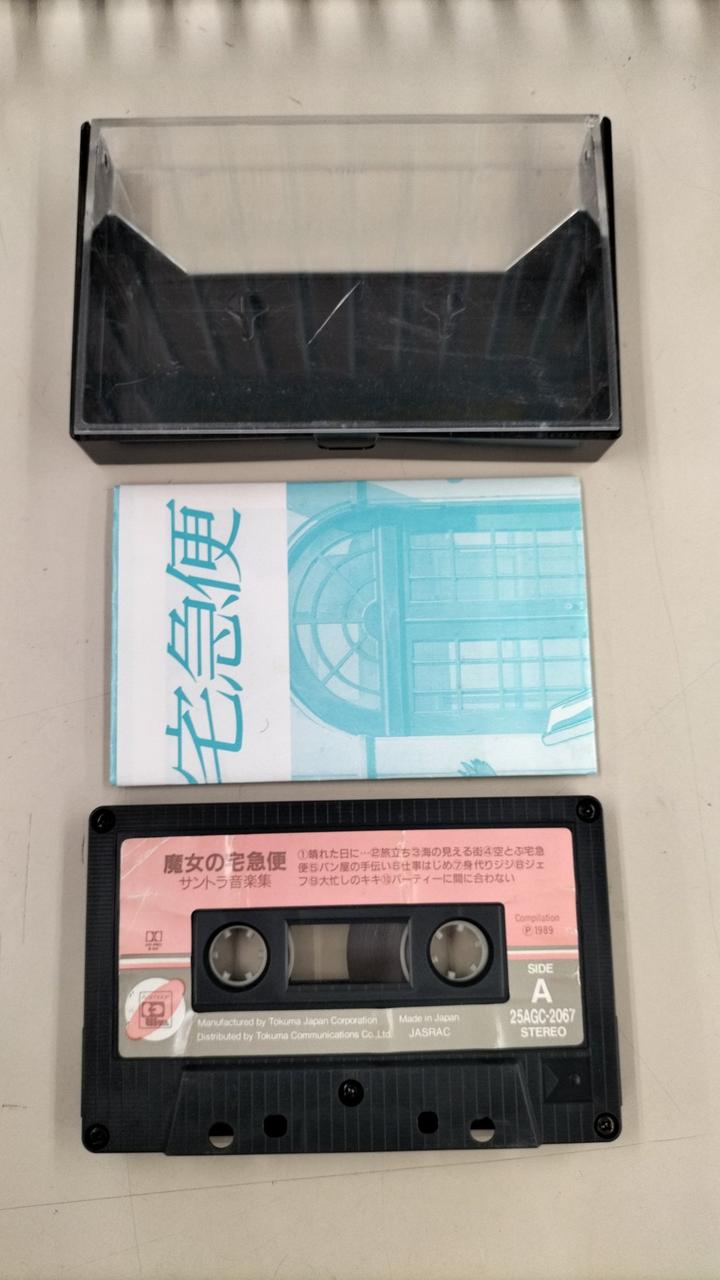 宅急便
魔女の宅急便
サントラ音楽集
①晴れた日に…②旅立ち③海の見える街④空とぶ宅急
便⑤パン屋の手伝い⑥仕事はじめ⑦身代りジジ⑧ジェ
フ⑨大忙しのキキ⑩パーティーに間に合わない
Compilation
Ⓟ1989
SIDE
A
25AGC-2067
STEREO
Manufactured by Tokuma Japan Corporation
Made in Japan
Distributed by Tokuma Communications Co.,Ltd.
JASRAC